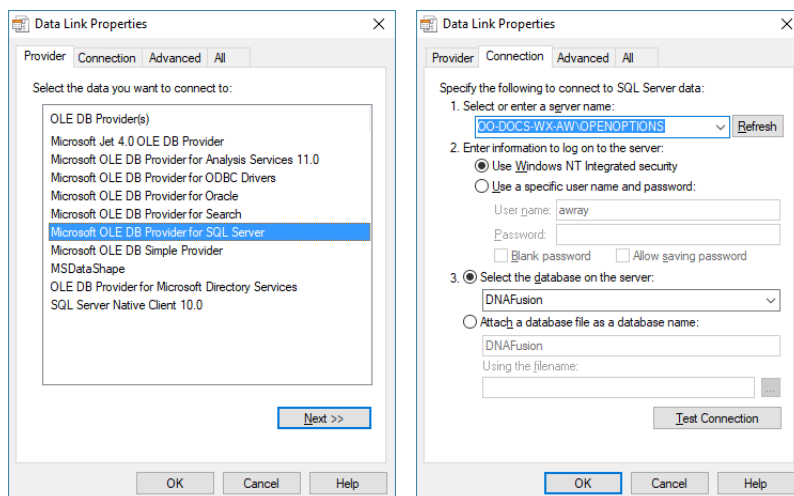 Data Link Properties
Provider Connection Advanced All
Select the data you want to connect to:
OLE DB Provider(s)
Microsoft Jet 4.0 OLE DB Provider
Microsoft OLE DB Provider for Analysis Services 11.0
Microsoft OLE DB Provider for ODBC Drivers
Microsoft OLE DB Provider for Oracle
Microsoft OLE DB Provider for Search
Microsoft OLE DB Provider for SQL Server
Microsoft OLE DB Simple Provider
MSDataShape
OLE DB Provider for Microsoft Directory Services
SQL Server Native Client 10.0
Next >>
OK Cancel Help
Data Link Properties
Provider Connection Advanced All
Specify the following to connect to SQL Server data:
1. Select or enter a server name:
OO-DOCS-WX-AW\OPENOPTIONS Refresh
2. Enter information to log on to the server:
Use Windows NT Integrated security
Use a specific user name and password:
User name: awray
Password:
Blank password Allow saving password
3. Select the database on the server:
DNAFusion
Attach a database file as a database name:
DNAFusion
Using the filename:
...
Test Connection
OK Cancel Help